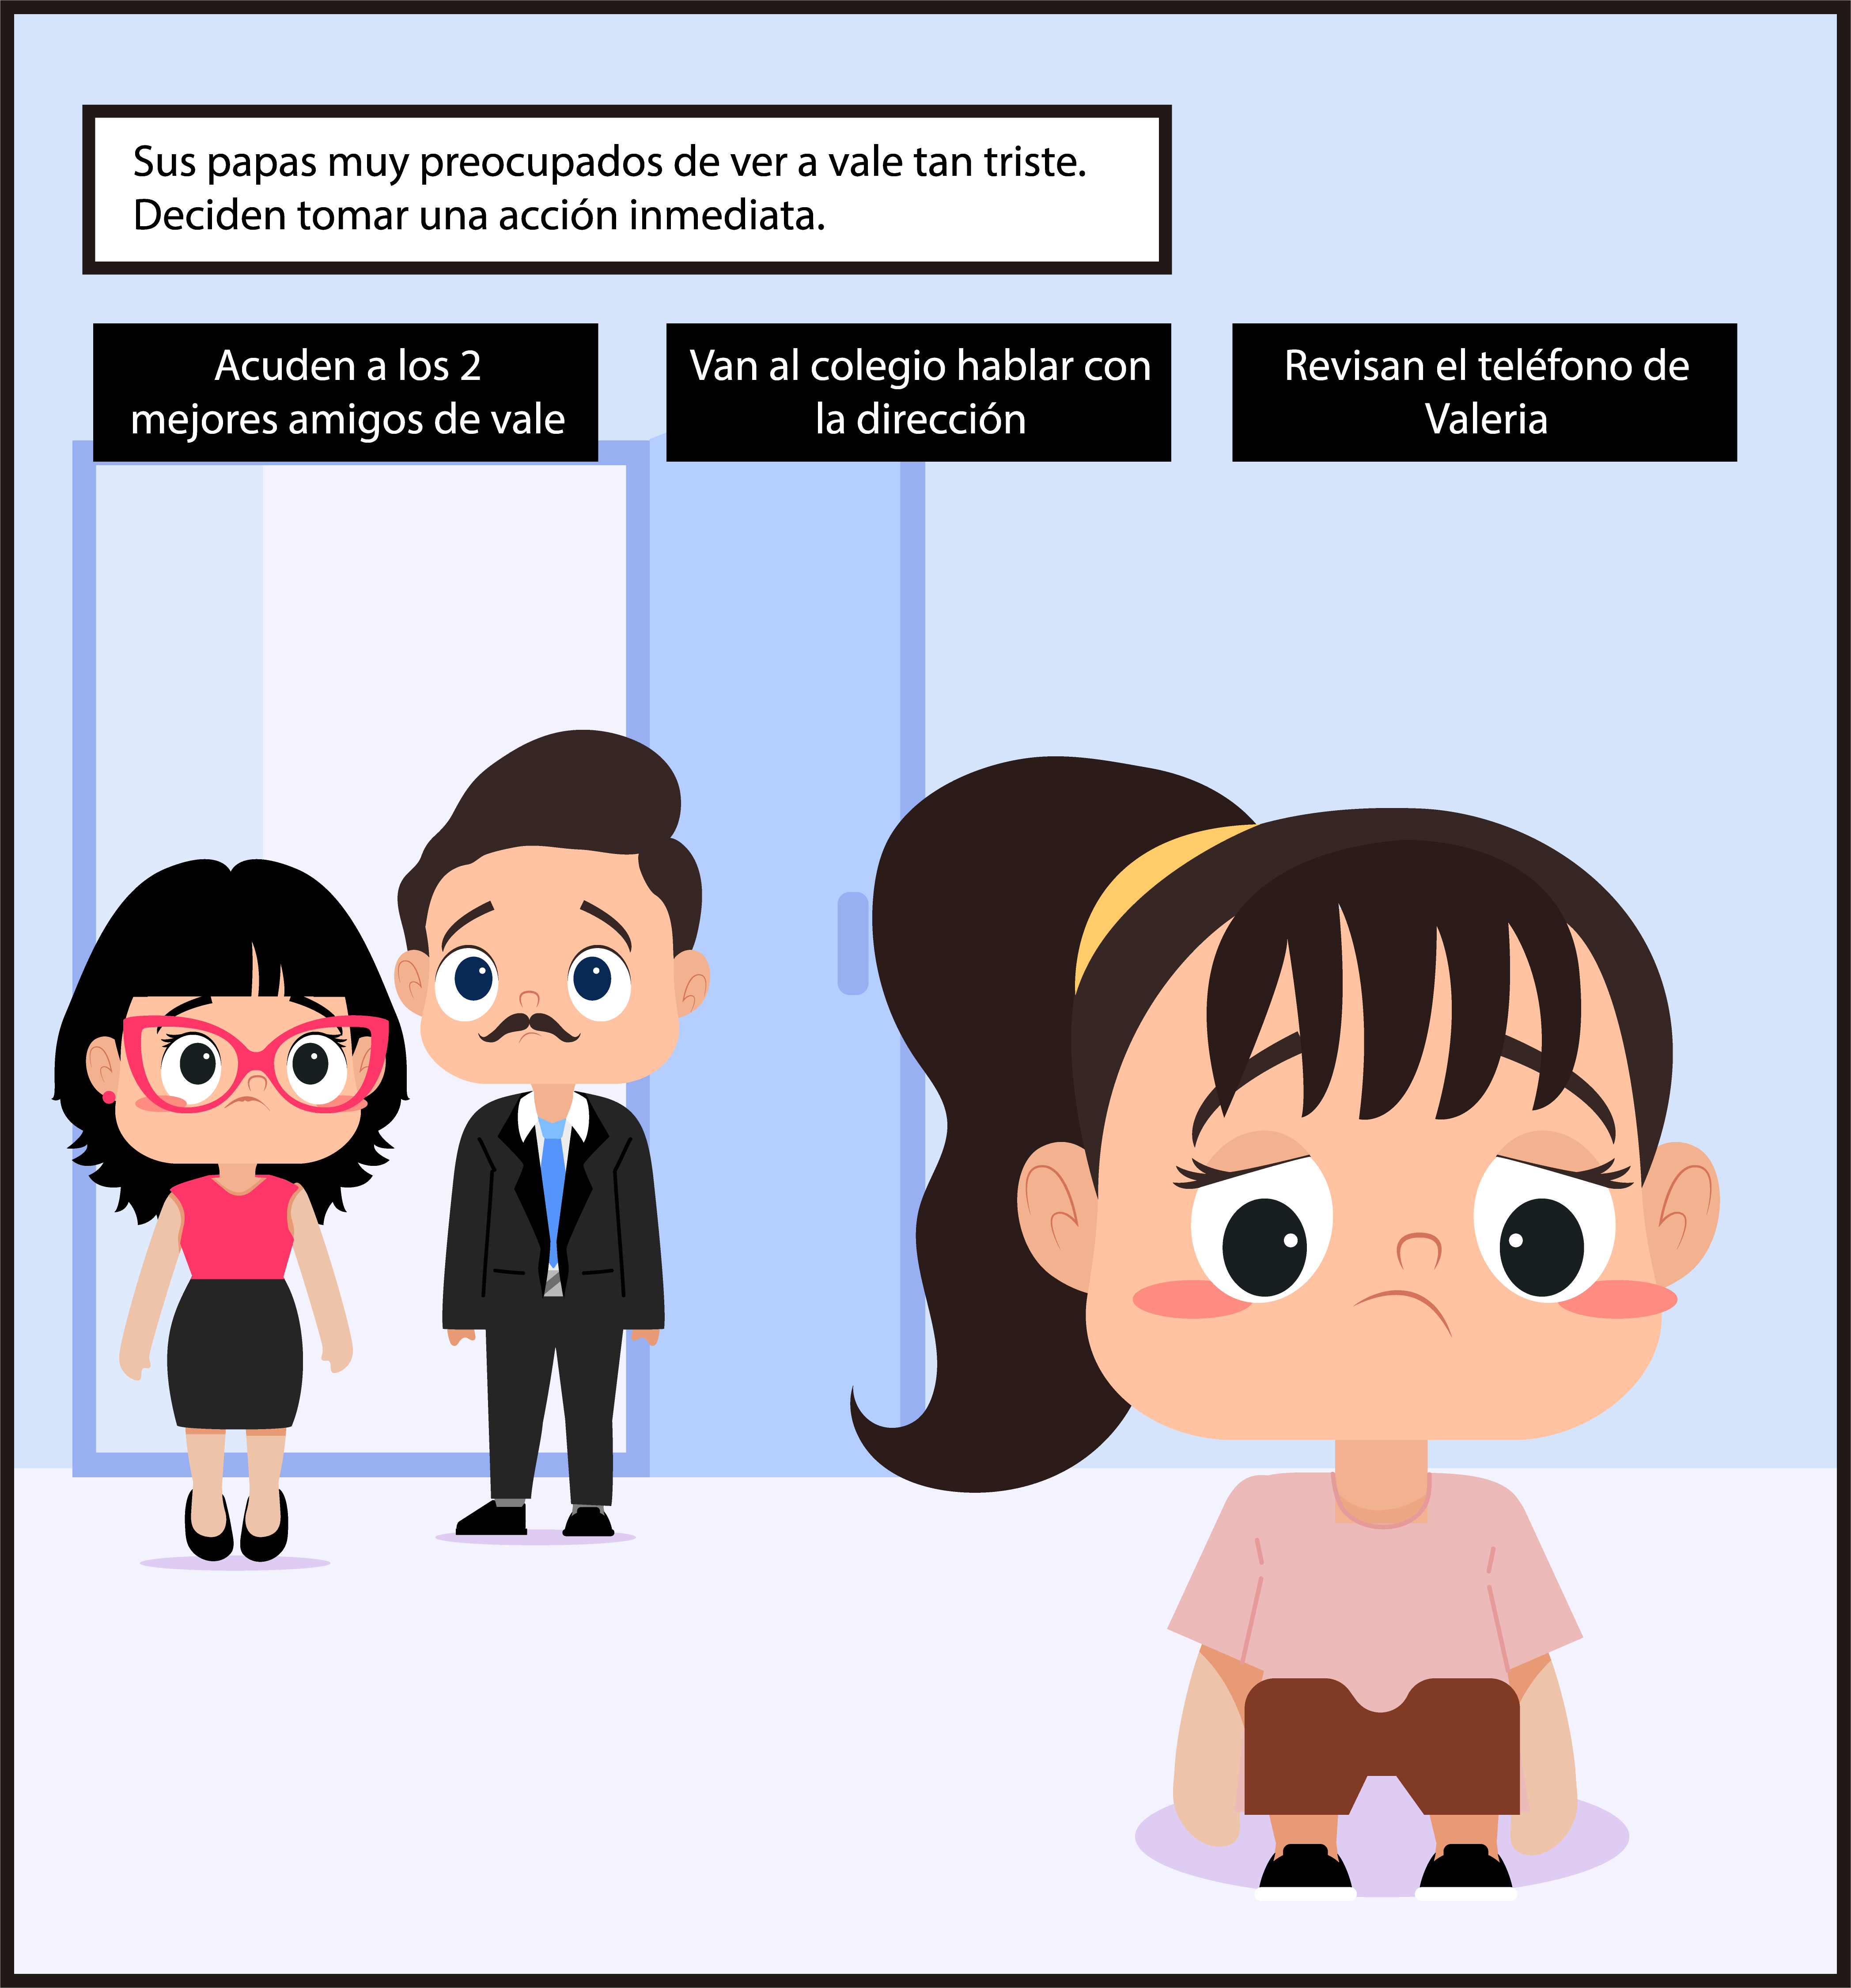 Sus papas muy preocupados de ver a vale tan triste.
Deciden tomar una acción inmediata.
Acuden a los 2
mejores amigos de vale
Van al colegio hablar con
la dirección
Revisan el teléfono de
Valeria